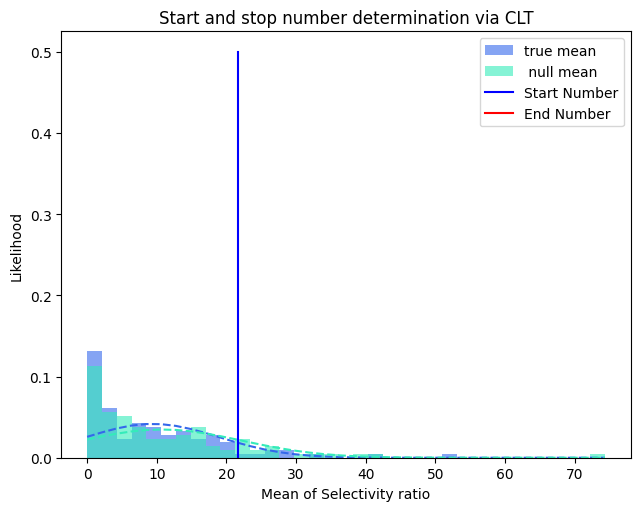 Start and stop number determination via CLT
true mean
null mean
Start Number
End Number
Likelihood
0.5
0.4
0.3
0.2
0.1
0.0
0 10 20 30 40 50 60 70
Mean of Selectivity ratio